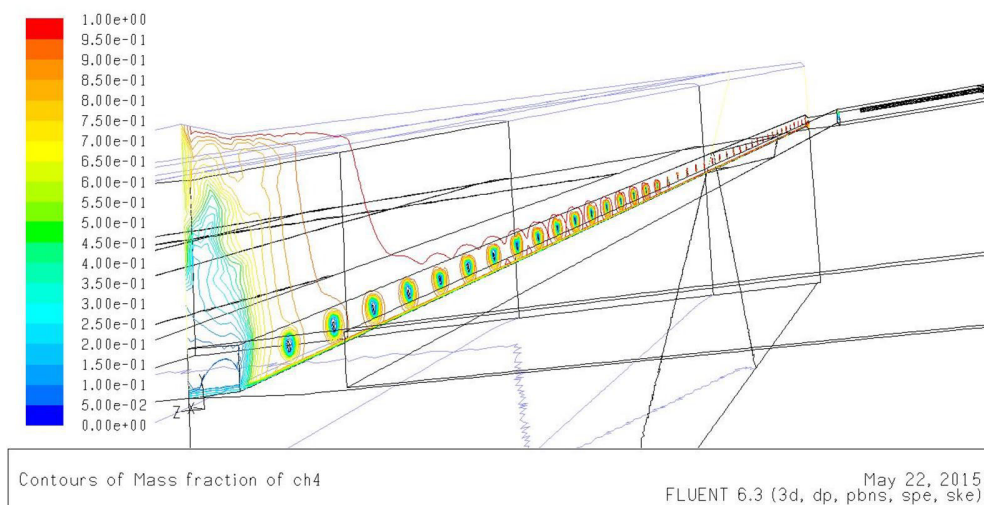 1.00e+00
9.50e-01
9.00e-01
8.50e-01
8.00e-01
7.50e-01
7.00e-01
6.50e-01
6.00e-01
5.50e-01
5.00e-01
4.50e-01
4.00e-01
3.50e-01
3.00e-01
2.50e-01
2.00e-01
1.50e-01
1.00e-01
5.00e-02
0.00e+00
Y
Z X
Contours of Mass fraction of ch4
May 22, 2015
FLUENT 6.3 (3d, dp, pbns, spe, ske)